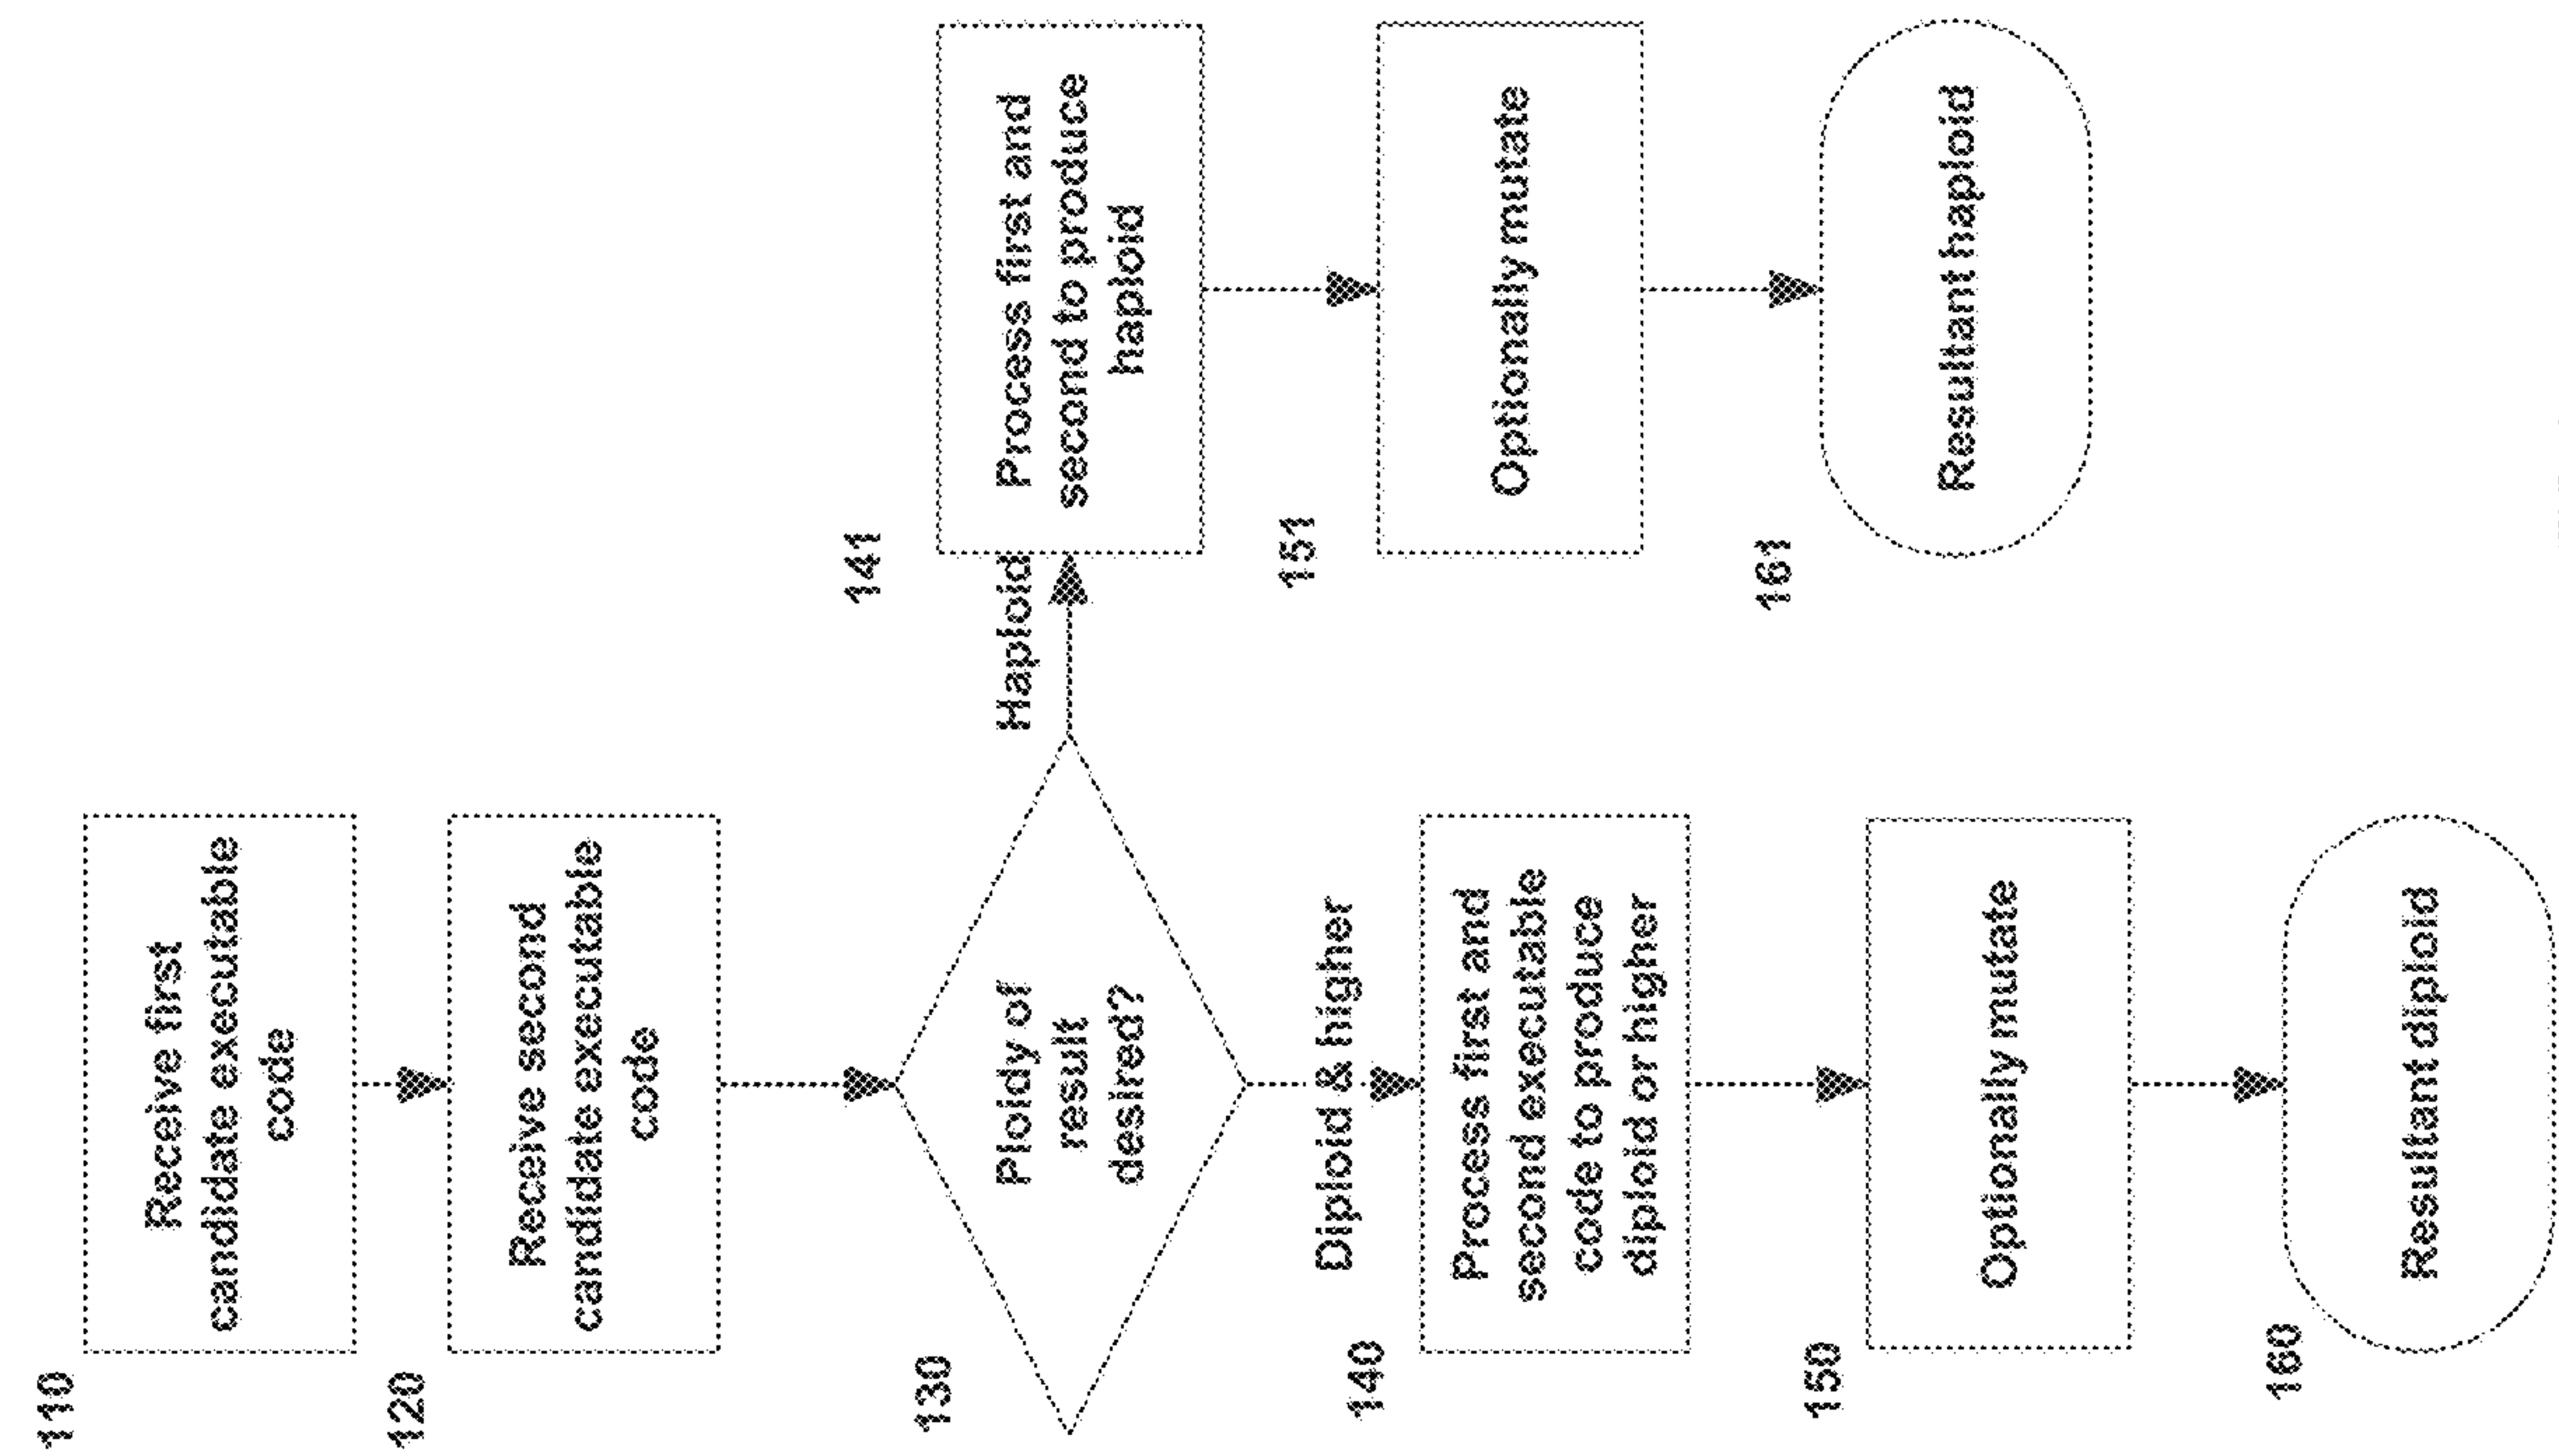 110
Receive first
candidate executable
code
120
Receive second
candidate executable
code
130
Ploidy of
result
desired?
Haploid
Diploid & higher
140
Process first and
second executable
code to produce
diploid or higher
150
Optionally mutate
160
Resultant diploid
141
Process first and
second to produce
haploid
151
Optionally mutate
161
Resultant haploid